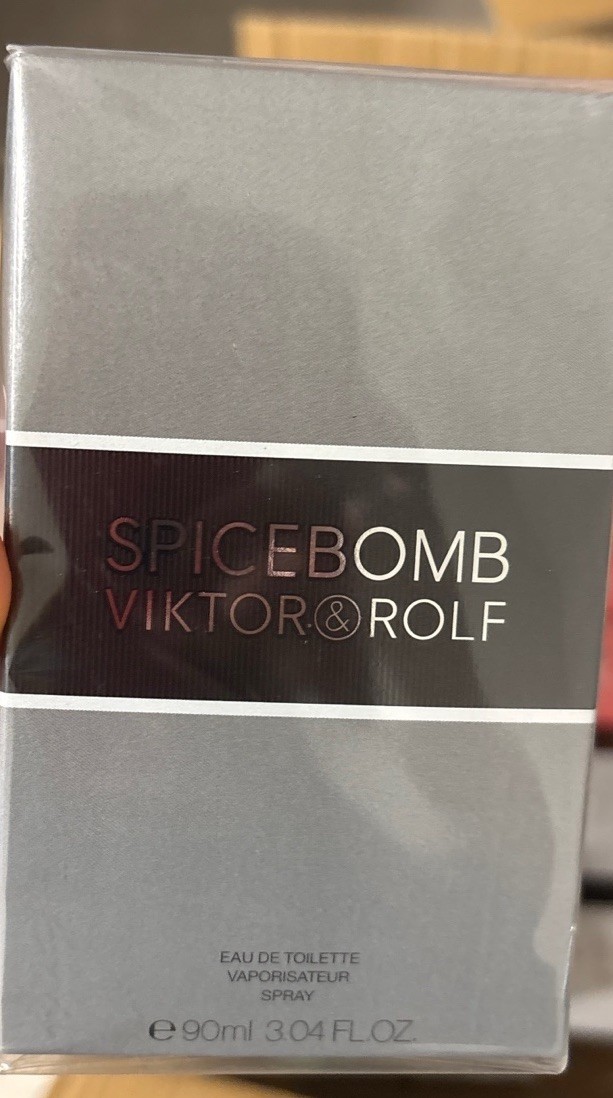 SPICEBOMB
VIKTOR&ROLF
EAU DE TOILETTE
VAPORISATEUR
SPRAY
e 90ml 3.04 FL.OZ.